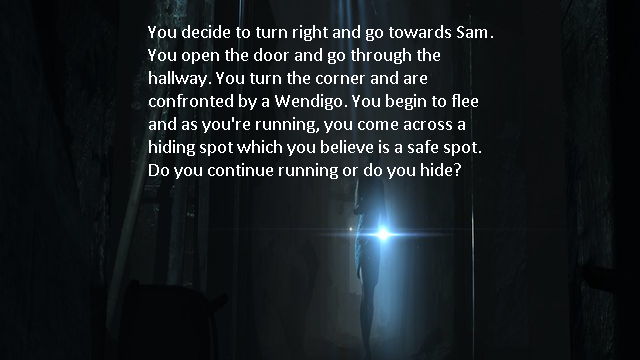 You decide to turn right and go towards Sam.
You open the door and go through the
hallway. You turn the corner and are
confronted by a Wendigo. You begin to flee
and as you're running, you come across a
hiding spot which you believe is a safe spot.
Do you continue running or do you hide?